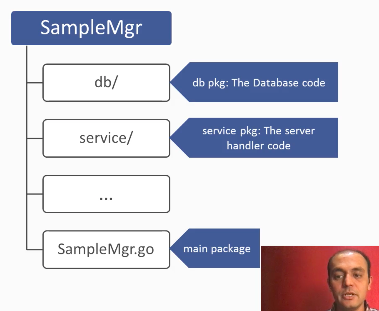 SampleMgr
db/
db pkg: The Database code
service/
service pkg: The server
handler code
...
SampleMgr.go
main package